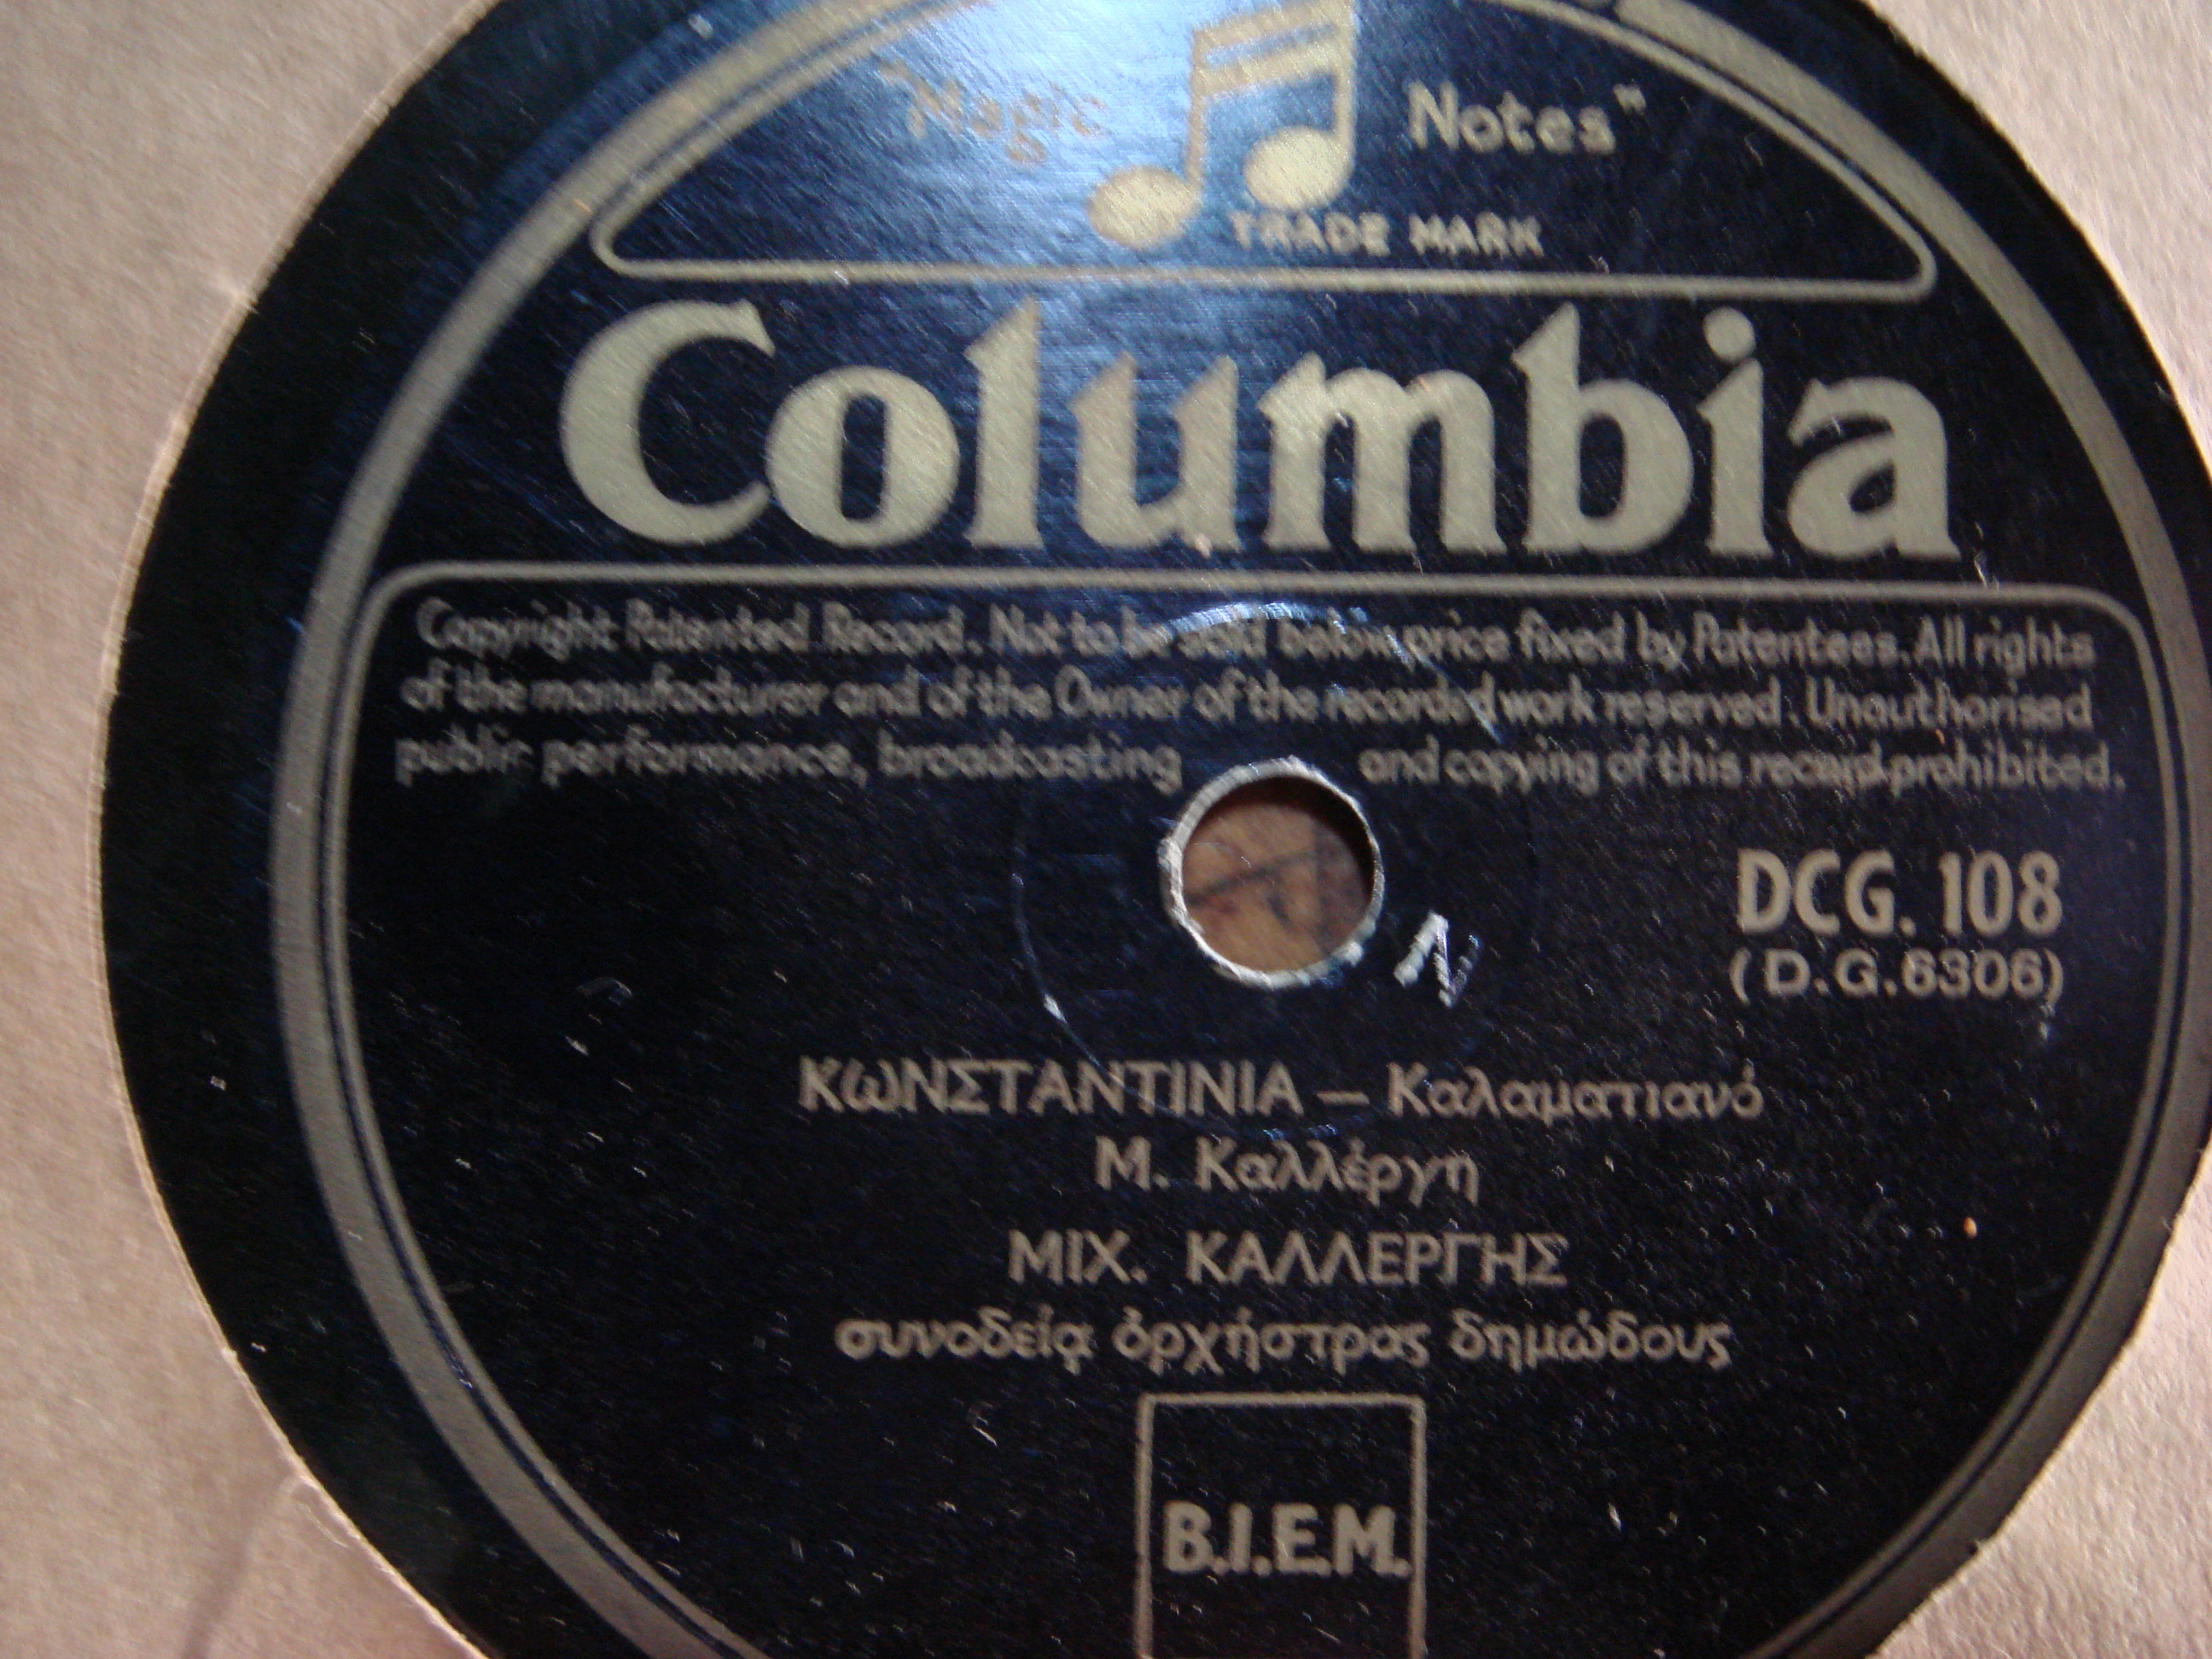 "Magic Notes"
TRADE MARK
Columbia
Copyright Patented Record. Not to be sold below price fixed by Patentees. All rights
of the manufacturer and of the Owner of the recorded work reserved. Unauthorised
public performance, broadcasting and copying of this record prohibited.
DCG. 108
(D.G.6306)
N
ΚωΝΣΤΑΝΤΙΝΙΑ — Καλαματιανό
Μ. Καλλέργη
ΜΙΧ. ΚΑΛΛΕΡΓΗΣ
συνοδείᾳ ὀρχήστρας δημώδους
B.I.E.M.